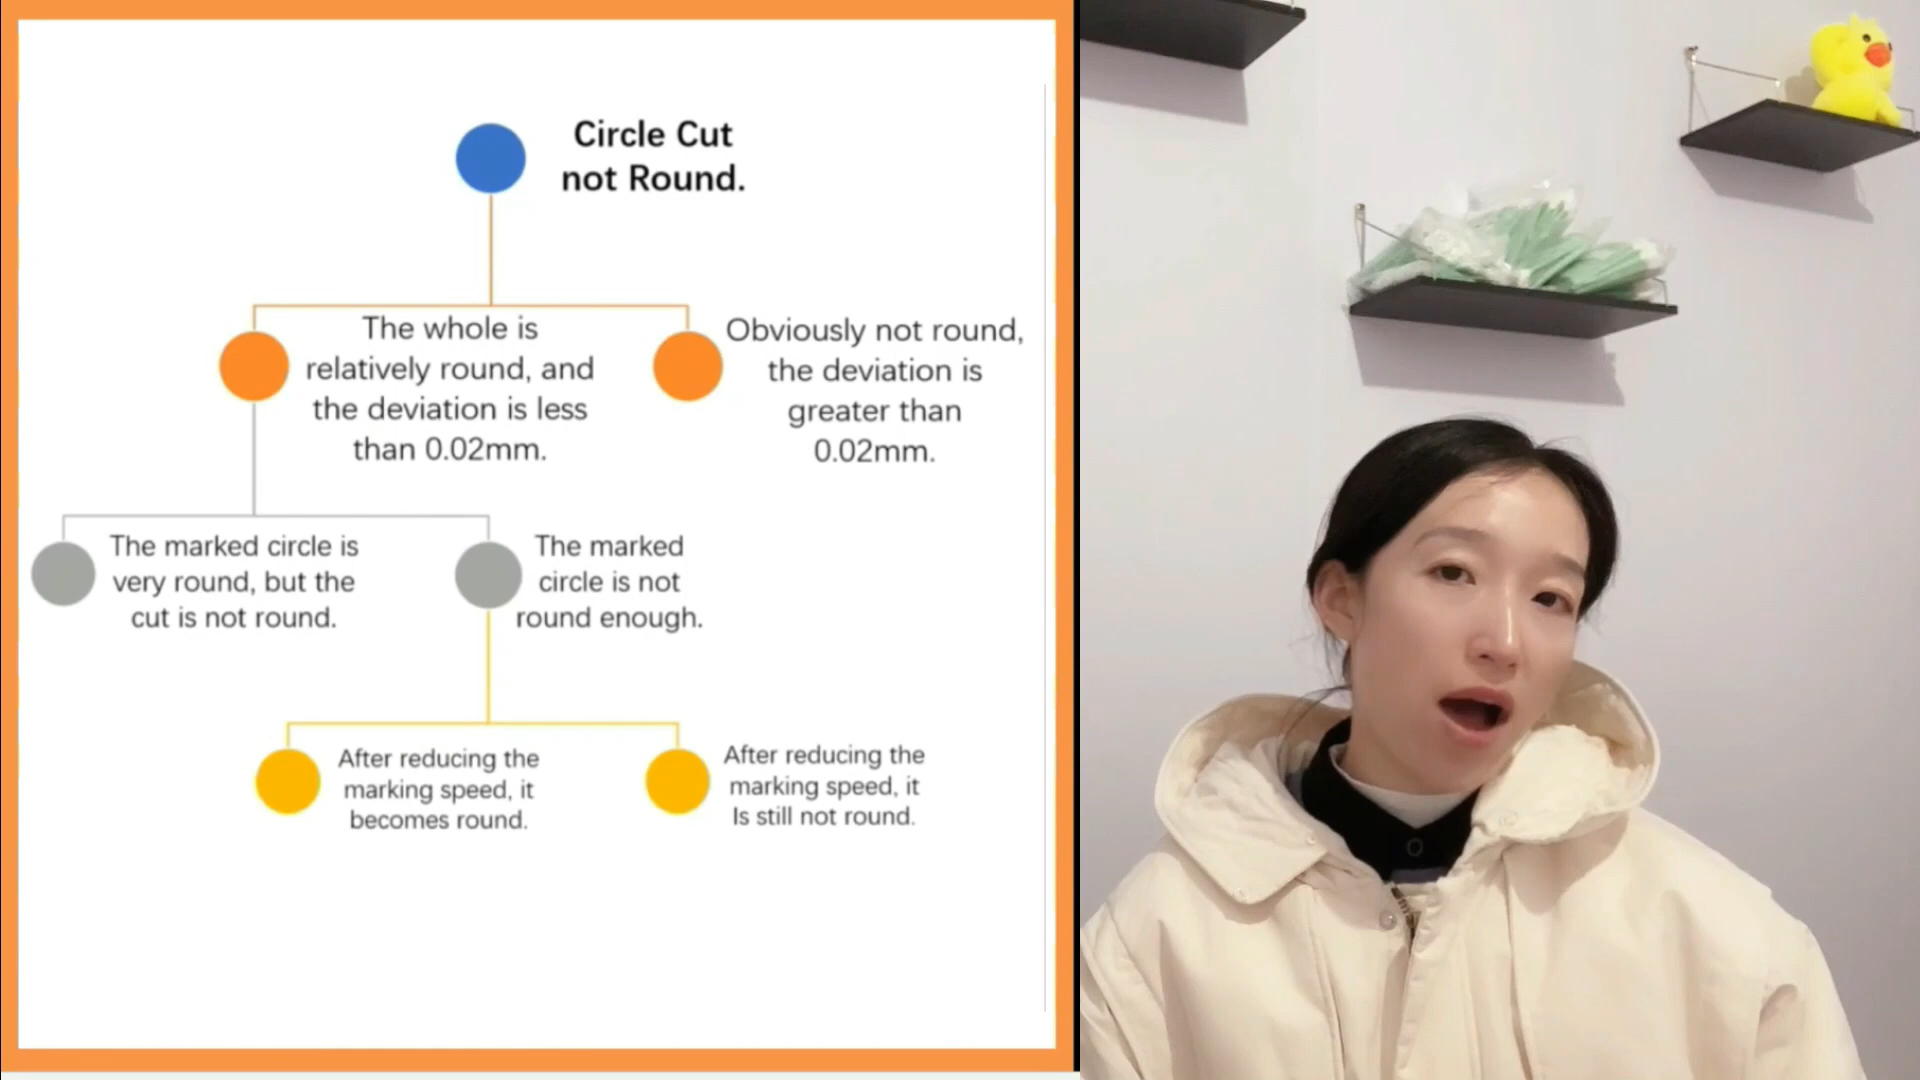 Circle Cut
not Round.
The whole is
relatively round, and
the deviation is less
than 0.02mm.
Obviously not round,
the deviation is
greater than
0.02mm.
The marked circle is
very round, but the
cut is not round.
The marked
circle is not
round enough.
After reducing the
marking speed, it
becomes round.
After reducing the
marking speed, it
Is still not round.